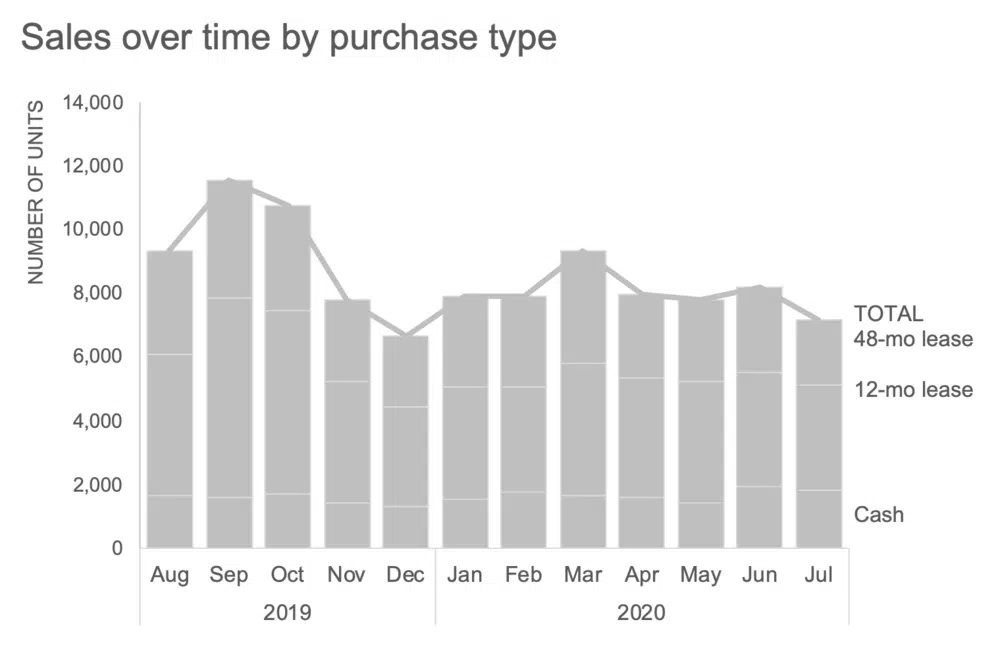 Sales over time by purchase type
NUMBER OF UNITS
14,000
12,000
10,000
8,000
6,000
4,000
2,000
0
TOTAL
48-mo lease
12-mo lease
Cash
Aug Sep Oct Nov Dec Jan Feb Mar Apr May Jun Jul
2019 2020